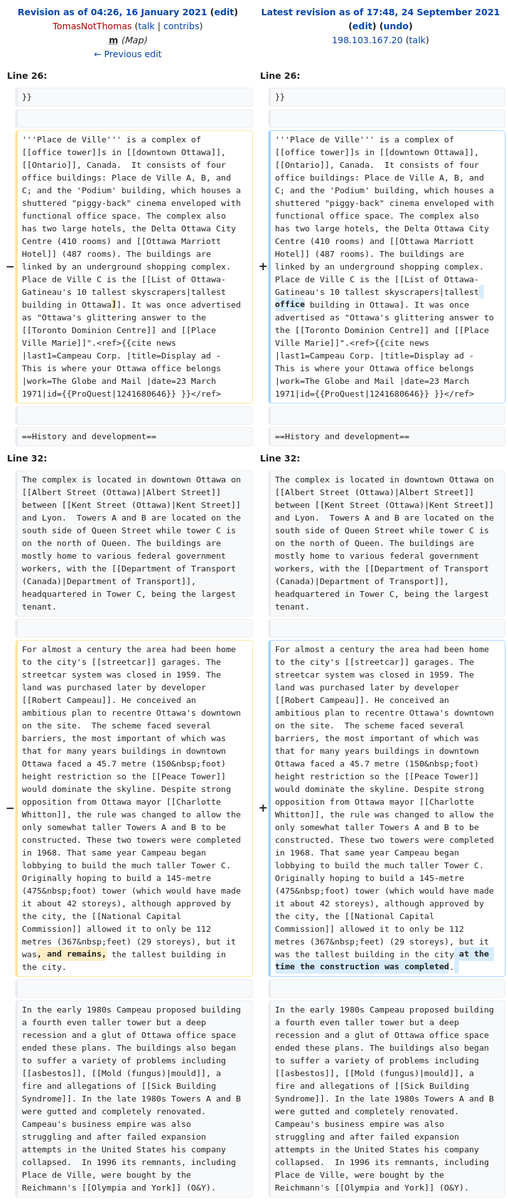 Revision as of 04:26, 16 January 2021 (edit)
TomasNotThomas (talk | contribs)
m (Map)
← Previous edit
Latest revision as of 17:48, 24 September 2021
(edit) (undo)
198.103.167.20 (talk)
Line 26:
Line 26:
}}
}}
− '''Place de Ville''' is a complex of
[[office tower]]s in [[downtown Ottawa]],
[[Ontario]], Canada.  It consists of four
office buildings: Place de Ville A, B, and
C; and the 'Podium' building, which houses a
shuttered "piggy-back" cinema enveloped with
functional office space. The complex also
has two large hotels, the Delta Ottawa City
Centre (410 rooms) and [[Ottawa Marriott
Hotel]] (487 rooms). The buildings are
linked by an underground shopping complex.
Place de Ville C is the [[List of Ottawa-
Gatineau's 10 tallest skyscrapers|tallest
building in Ottawa]]. It was once advertised
as "Ottawa's glittering answer to the
[[Toronto Dominion Centre]] and [[Place
Ville Marie]]".<ref>{{cite news
|last1=Campeau Corp. |title=Display ad -
This is where your Ottawa office belongs
|work=The Globe and Mail |date=23 March
1971|id={{ProQuest|1241680646}} }}</ref>
+ '''Place de Ville''' is a complex of
[[office tower]]s in [[downtown Ottawa]],
[[Ontario]], Canada.  It consists of four
office buildings: Place de Ville A, B, and
C; and the 'Podium' building, which houses a
shuttered "piggy-back" cinema enveloped with
functional office space. The complex also
has two large hotels, the Delta Ottawa City
Centre (410 rooms) and [[Ottawa Marriott
Hotel]] (487 rooms). The buildings are
linked by an underground shopping complex.
Place de Ville C is the [[List of Ottawa-
Gatineau's 10 tallest skyscrapers|tallest
office building in Ottawa]. It was once
advertised as "Ottawa's glittering answer to
the [[Toronto Dominion Centre]] and [[Place
Ville Marie]]".<ref>{{cite news
|last1=Campeau Corp. |title=Display ad -
This is where your Ottawa office belongs
|work=The Globe and Mail |date=23 March
1971|id={{ProQuest|1241680646}} }}</ref>
==History and development==
==History and development==
Line 32:
Line 32:
The complex is located in downtown Ottawa on
[[Albert Street (Ottawa)|Albert Street]]
between [[Kent Street (Ottawa)|Kent Street]]
and Lyon.  Towers A and B are located on the
south side of Queen Street while tower C is
on the north of Queen. The buildings are
mostly home to various federal government
workers, with the [[Department of Transport
(Canada)|Department of Transport]],
headquartered in Tower C, being the largest
tenant.
The complex is located in downtown Ottawa on
[[Albert Street (Ottawa)|Albert Street]]
between [[Kent Street (Ottawa)|Kent Street]]
and Lyon.  Towers A and B are located on the
south side of Queen Street while tower C is
on the north of Queen. The buildings are
mostly home to various federal government
workers, with the [[Department of Transport
(Canada)|Department of Transport]],
headquartered in Tower C, being the largest
tenant.
− For almost a century the area had been home
to the city's [[streetcar]] garages. The
streetcar system was closed in 1959. The
land was purchased later by developer
[[Robert Campeau]]. He conceived an
ambitious plan to recentre Ottawa's downtown
on the site.  The scheme faced several
barriers, the most important of which was
that for many years buildings in downtown
Ottawa faced a 45.7 metre (150&nbsp;foot)
height restriction so the [[Peace Tower]]
would dominate the skyline. Despite strong
opposition from Ottawa mayor [[Charlotte
Whitton]], the rule was changed to allow the
only somewhat taller Towers A and B to be
constructed. These two towers were completed
in 1968. That same year Campeau began
lobbying to build the much taller Tower C.
Originally hoping to build a 145-metre
(475&nbsp;foot) tower (which would have made
it about 42 storeys), although approved by
the city, the [[National Capital
Commission]] allowed it to only be 112
metres (367&nbsp;feet) (29 storeys), but it
was, and remains, the tallest building in
the city.
+ For almost a century the area had been home
to the city's [[streetcar]] garages. The
streetcar system was closed in 1959. The
land was purchased later by developer
[[Robert Campeau]]. He conceived an
ambitious plan to recentre Ottawa's downtown
on the site.  The scheme faced several
barriers, the most important of which was
that for many years buildings in downtown
Ottawa faced a 45.7 metre (150&nbsp;foot)
height restriction so the [[Peace Tower]]
would dominate the skyline. Despite strong
opposition from Ottawa mayor [[Charlotte
Whitton]], the rule was changed to allow the
only somewhat taller Towers A and B to be
constructed. These two towers were completed
in 1968. That same year Campeau began
lobbying to build the much taller Tower C.
Originally hoping to build a 145-metre
(475&nbsp;foot) tower (which would have made
it about 42 storeys), although approved by
the city, the [[National Capital
Commission]] allowed it to only be 112
metres (367&nbsp;feet) (29 storeys), but it
was the tallest building in the city at the
time the construction was completed.
In the early 1980s Campeau proposed building
a fourth even taller tower but a deep
recession and a glut of Ottawa office space
ended these plans. The buildings also began
to suffer a variety of problems including
[[asbestos]], [[Mold (fungus)|mould]], a
fire and allegations of [[Sick Building
Syndrome]]. In the late 1980s Towers A and B
were gutted and completely renovated.
Campeau's business empire was also
struggling and after failed expansion
attempts in the United States his company
collapsed.  In 1996 its remnants, including
Place de Ville, were bought by the
Reichmann's [[Olympia and York]] (O&Y).
In the early 1980s Campeau proposed building
a fourth even taller tower but a deep
recession and a glut of Ottawa office space
ended these plans. The buildings also began
to suffer a variety of problems including
[[asbestos]], [[Mold (fungus)|mould]], a
fire and allegations of [[Sick Building
Syndrome]]. In the late 1980s Towers A and B
were gutted and completely renovated.
Campeau's business empire was also
struggling and after failed expansion
attempts in the United States his company
collapsed.  In 1996 its remnants, including
Place de Ville, were bought by the
Reichmann's [[Olympia and York]] (O&Y).